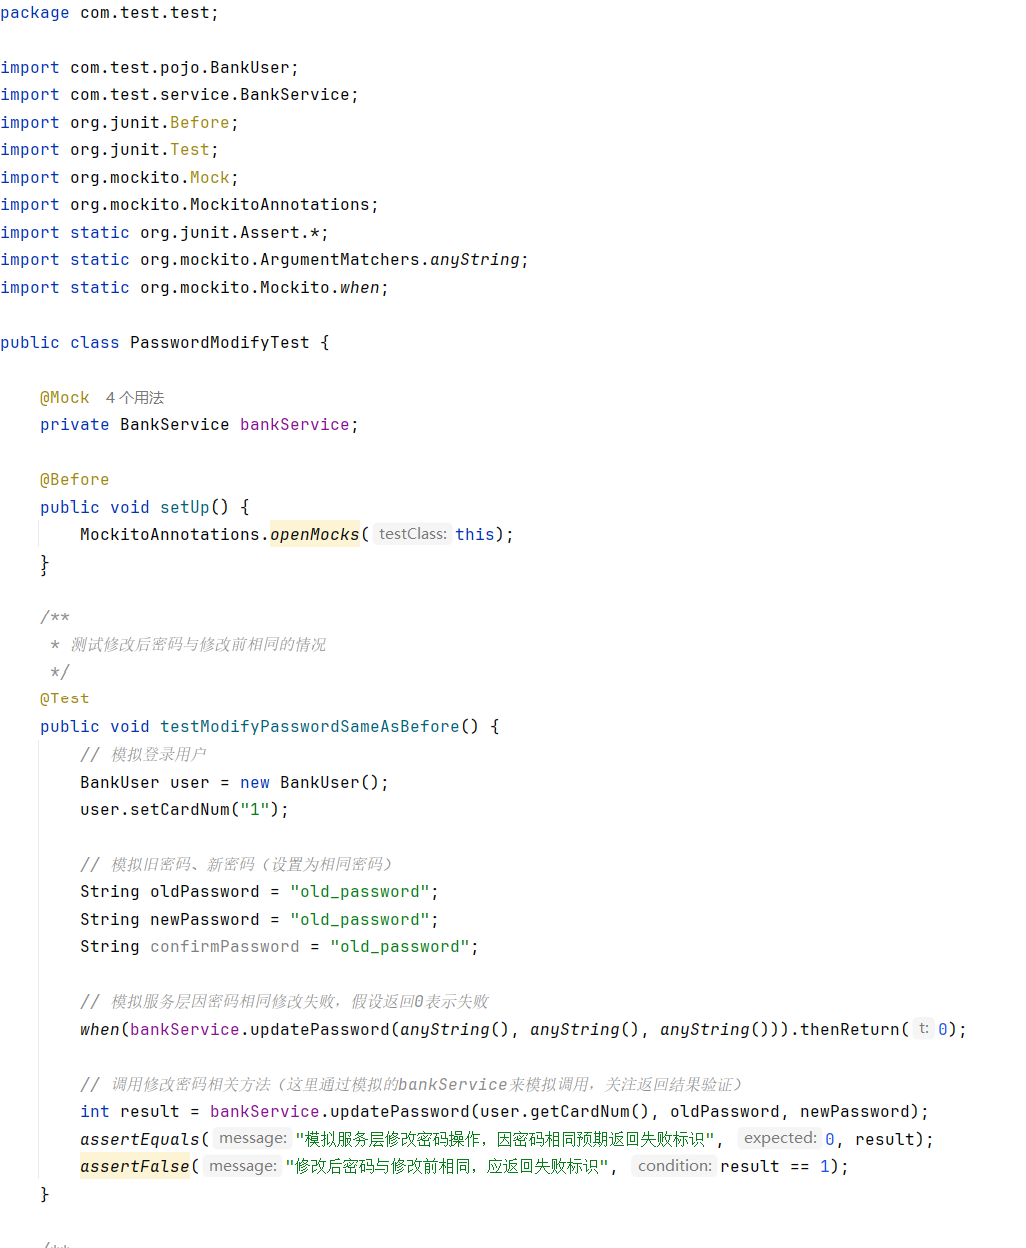 package com.test.test;
import com.test.pojo.BankUser;
import com.test.service.BankService;
import org.junit.Before;
import org.junit.Test;
import org.mockito.Mock;
import org.mockito.MockitoAnnotations;
import static org.junit.Assert.*;
import static org.mockito.ArgumentMatchers.anyString;
import static org.mockito.Mockito.when;
public class PasswordModifyTest {
@Mock 4 个用法
private BankService bankService;
@Before
public void setUp() {
MockitoAnnotations.openMocks( testClass: this);
}
/**
* 测试修改后密码与修改前相同的情况
*/
@Test
public void testModifyPasswordSameAsBefore() {
// 模拟登录用户
BankUser user = new BankUser();
user.setCardNum("1");
// 模拟旧密码、新密码（设置为相同密码）
String oldPassword = "old_password";
String newPassword = "old_password";
String confirmPassword = "old_password";
// 模拟服务层因密码相同修改失败，假设返回0表示失败
when(bankService.updatePassword(anyString(), anyString(), anyString())).thenReturn( t: 0);
// 调用修改密码相关方法（这里通过模拟的bankService来模拟调用，关注返回结果验证）
int result = bankService.updatePassword(user.getCardNum(), oldPassword, newPassword);
assertEquals( message: "模拟服务层修改密码操作，因密码相同预期返回失败标识", expected: 0, result);
assertFalse( message: "修改后密码与修改前相同，应返回失败标识", condition: result == 1);
}
/**